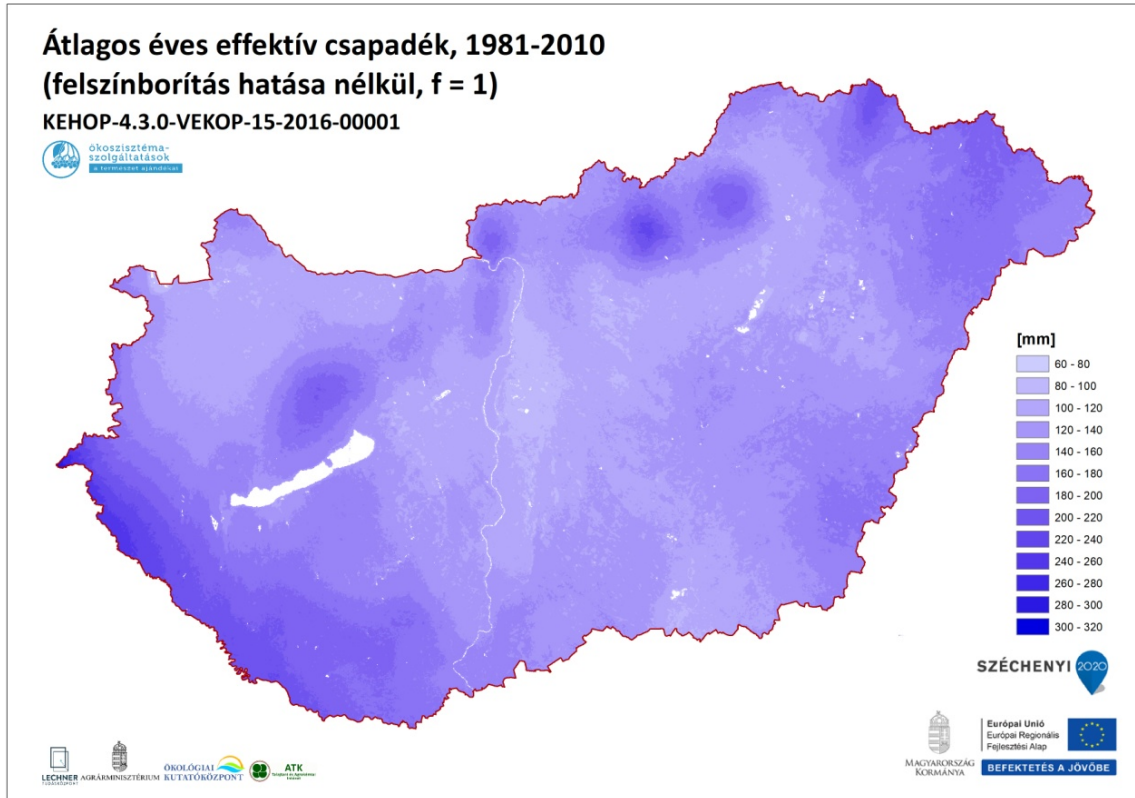 Átlagos éves effektív csapadék, 1981-2010
(felszínborítás hatása nélkül, f = 1)
KEHOP-4.3.0-VEKOP-15-2016-00001
ökoszisztéma-
szolgáltatások
a természet ajándékai
[mm]
60 - 80
80 - 100
100 - 120
120 - 140
140 - 160
160 - 180
180 - 200
200 - 220
220 - 240
240 - 260
260 - 280
280 - 300
300 - 320
SZÉCHENYI 2020
MAGYARORSZÁG
KORMÁNYA
Európai Unió
Európai Regionális
Fejlesztési Alap
BEFEKTETÉS A JÖVŐBE
LECHNER
TUDÁSKÖZPONT
AGRÁRMINISZTÉRIUM
ÖKOLÓGIAI
KUTATÓKÖZPONT
ATK